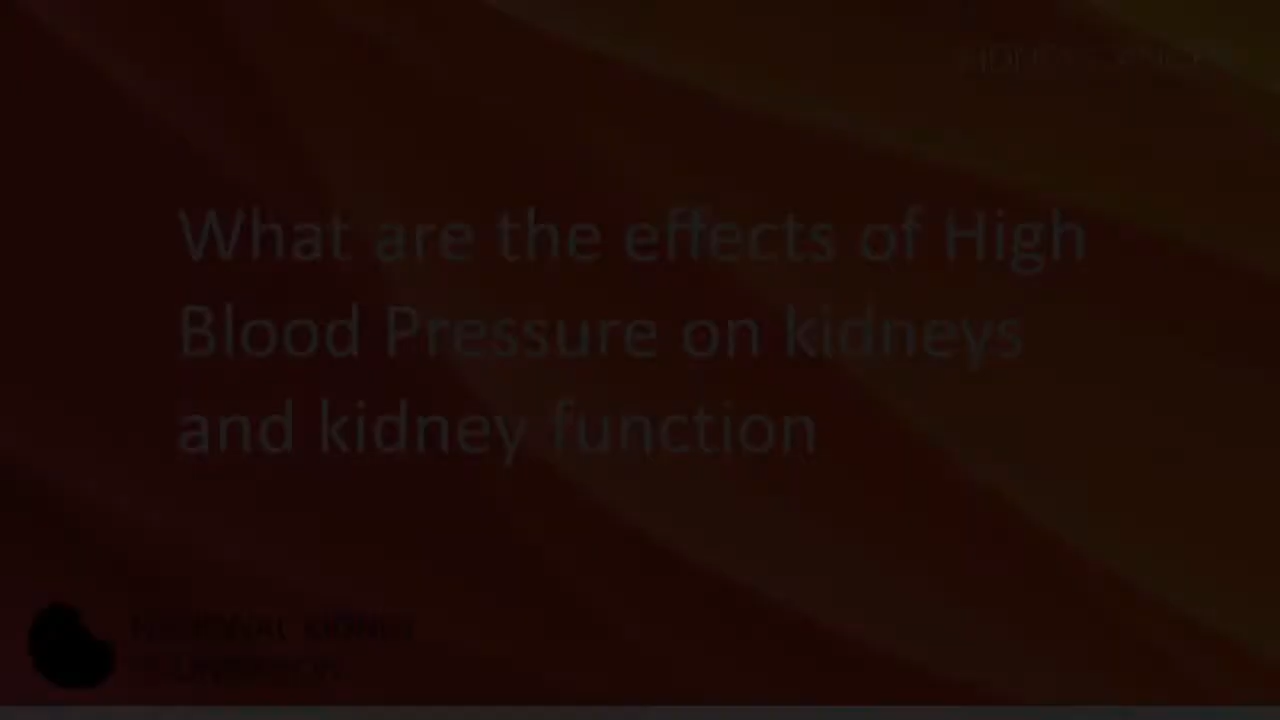 What are the effects of High
Blood Pressure on kidneys
and kidney function